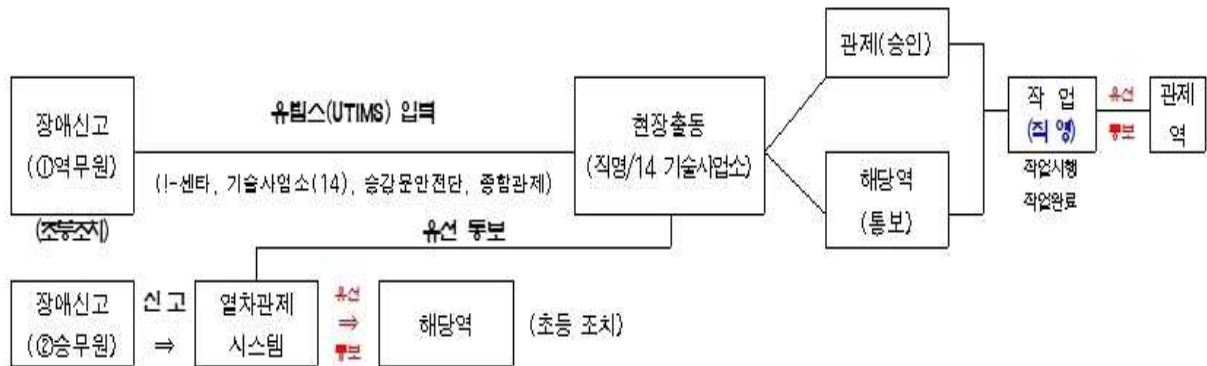 관제(승인)
장애신고
(①역무원)
(초동조치)
유팀스(UTIMS) 입력
(!-센타, 기술사업소(14), 승강문안전단, 종합관제)
현장출동
(직명/14 기술사업소)
해당역
(통보)
작 업
(직 영)
작업시행
작업완료
유선
통보
관제
역
유선 통보
장애신고
(②승무원)
신 고
⇒
열차관제
시스템
유선
⇒
통보
해당역
(초등 조치)